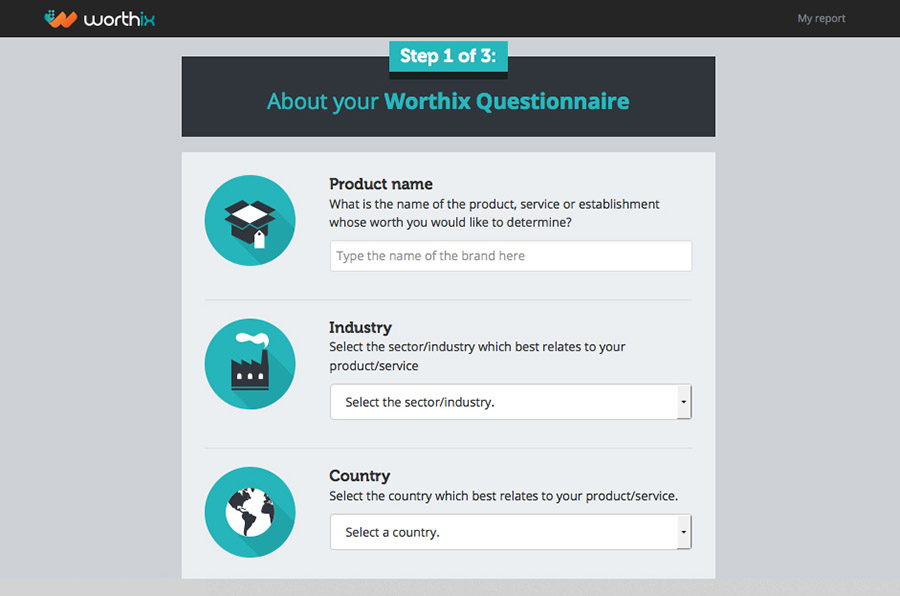 worthix
My report
Step 1 of 3:
About your Worthix Questionnaire
Product name
What is the name of the product, service or establishment
whose worth you would like to determine?
Type the name of the brand here
Industry
Select the sector/industry which best relates to your
product/service
Select the sector/industry.
Country
Select the country which best relates to your product/service.
Select a country.